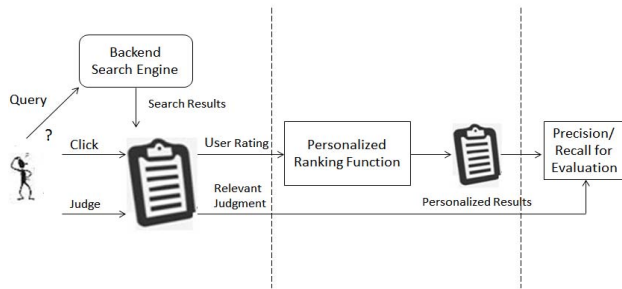 Backend
Search Engine
Query
?
Search Results
Click
User Rating
Personalized
Ranking Function
Precision/
Recall for
Evaluation
Judge
Relevant
Judgment
Personalized Results